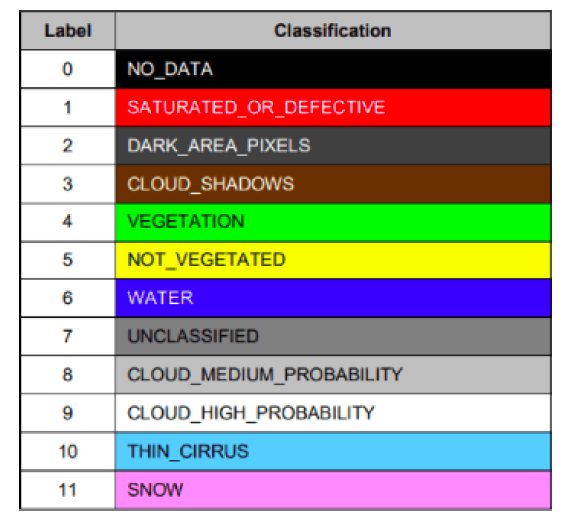 Label Classification
0 NO_DATA
1 SATURATED_OR_DEFECTIVE
2 DARK_AREA_PIXELS
3 CLOUD_SHADOWS
4 VEGETATION
5 NOT_VEGETATED
6 WATER
7 UNCLASSIFIED
8 CLOUD_MEDIUM_PROBABILITY
9 CLOUD_HIGH_PROBABILITY
10 THIN_CIRRUS
11 SNOW